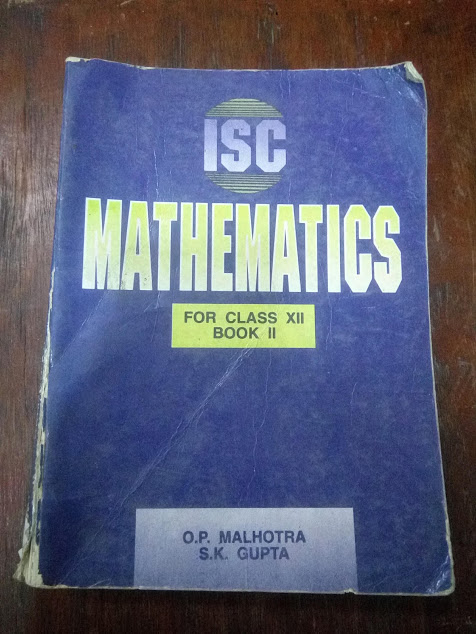 ISC
MATHEMATICS
FOR CLASS XII
BOOK II
O.P. MALHOTRA
S.K. GUPTA